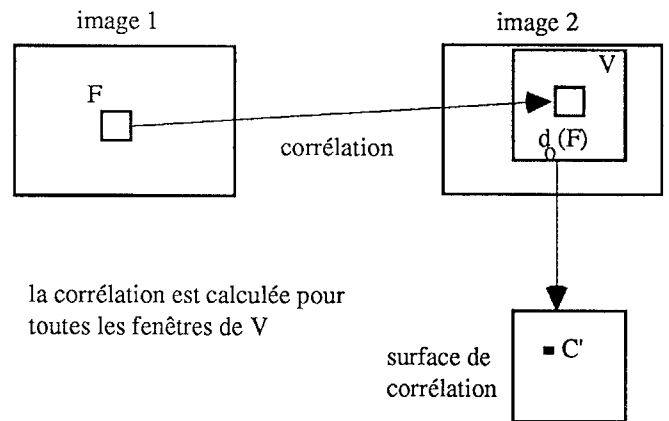 image 1
image 2
F
V
d₀(F)
corrélation
la corrélation est calculée pour
toutes les fenêtres de V
C'
surface de
corrélation